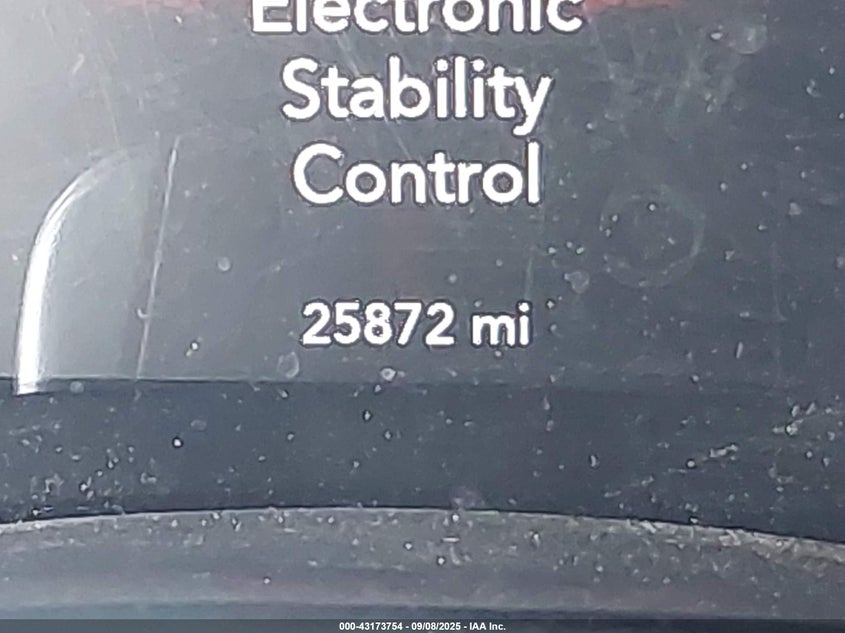 Electronic
Stability
Control
25872 mi
000-43173754 - 09/08/2025 - IAA Inc.